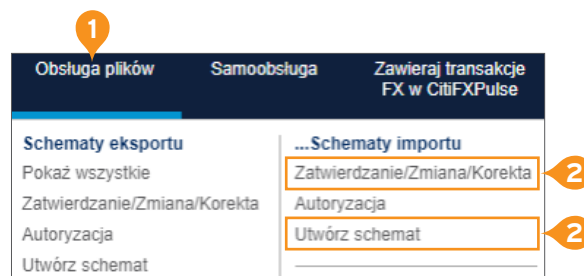 1
Obsługa plików
Samoobsługa
Zawieraj transakcje
FX w CitiFXPulse
Schematy eksportu
Pokaż wszystkie
Zatwierdzanie/Zmiana/Korekta
Autoryzacja
Utwórz schemat
...Schematy importu
Zatwierdzanie/Zmiana/Korekta
2
Autoryzacja
Utwórz schemat
2